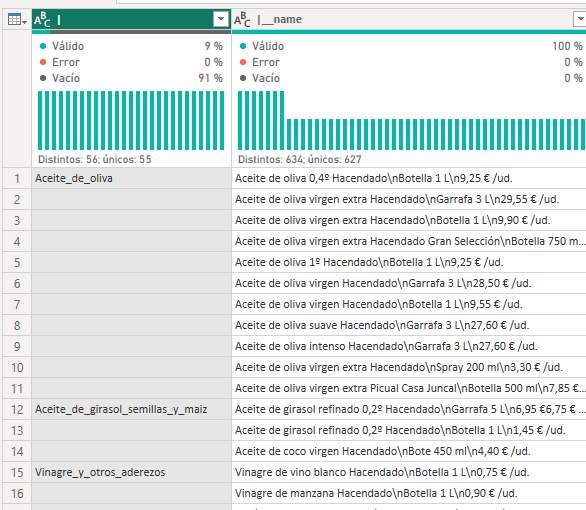 ABC | ABC |__name
Válido 9 % Válido 100 %
Error 0 % Error 0 %
Vacío 91 % Vacío 0 %
Distintos: 56; únicos: 55 Distintos: 634; únicos: 627
1 Aceite_de_oliva Aceite de oliva 0,4º Hacendado\nBotella 1 L\n9,25 € /ud.
2 Aceite de oliva virgen extra Hacendado\nGarrafa 3 L\n29,55 € /ud.
3 Aceite de oliva virgen extra Hacendado\nBotella 1 L\n9,90 € /ud.
4 Aceite de oliva virgen extra Hacendado Gran Selección\nBotella 750 m...
5 Aceite de oliva 1º Hacendado\nBotella 1 L\n9,25 € /ud.
6 Aceite de oliva virgen Hacendado\nGarrafa 3 L\n28,50 € /ud.
7 Aceite de oliva virgen Hacendado\nBotella 1 L\n9,55 € /ud.
8 Aceite de oliva suave Hacendado\nGarrafa 3 L\n27,60 € /ud.
9 Aceite de oliva intenso Hacendado\nGarrafa 3 L\n27,60 € /ud.
10 Aceite de oliva virgen extra Hacendado\nSpray 200 ml\n3,30 € /ud.
11 Aceite de oliva virgen extra Picual Casa Juncal\nBotella 500 ml\n7,85 €...
12 Aceite_de_girasol_semillas_y_maiz Aceite de girasol refinado 0,2º Hacendado\nGarrafa 5 L\n6,95 €6,75 € ...
13 Aceite de girasol refinado 0,2º Hacendado\nBotella 1 L\n1,45 € /ud.
14 Aceite de coco virgen Hacendado\nBote 450 ml\n4,40 € /ud.
15 Vinagre_y_otros_aderezos Vinagre de vino blanco Hacendado\nBotella 1 L\n0,75 € /ud.
16 Vinagre de manzana Hacendado\nBotella 1 L\n0,90 € /ud.